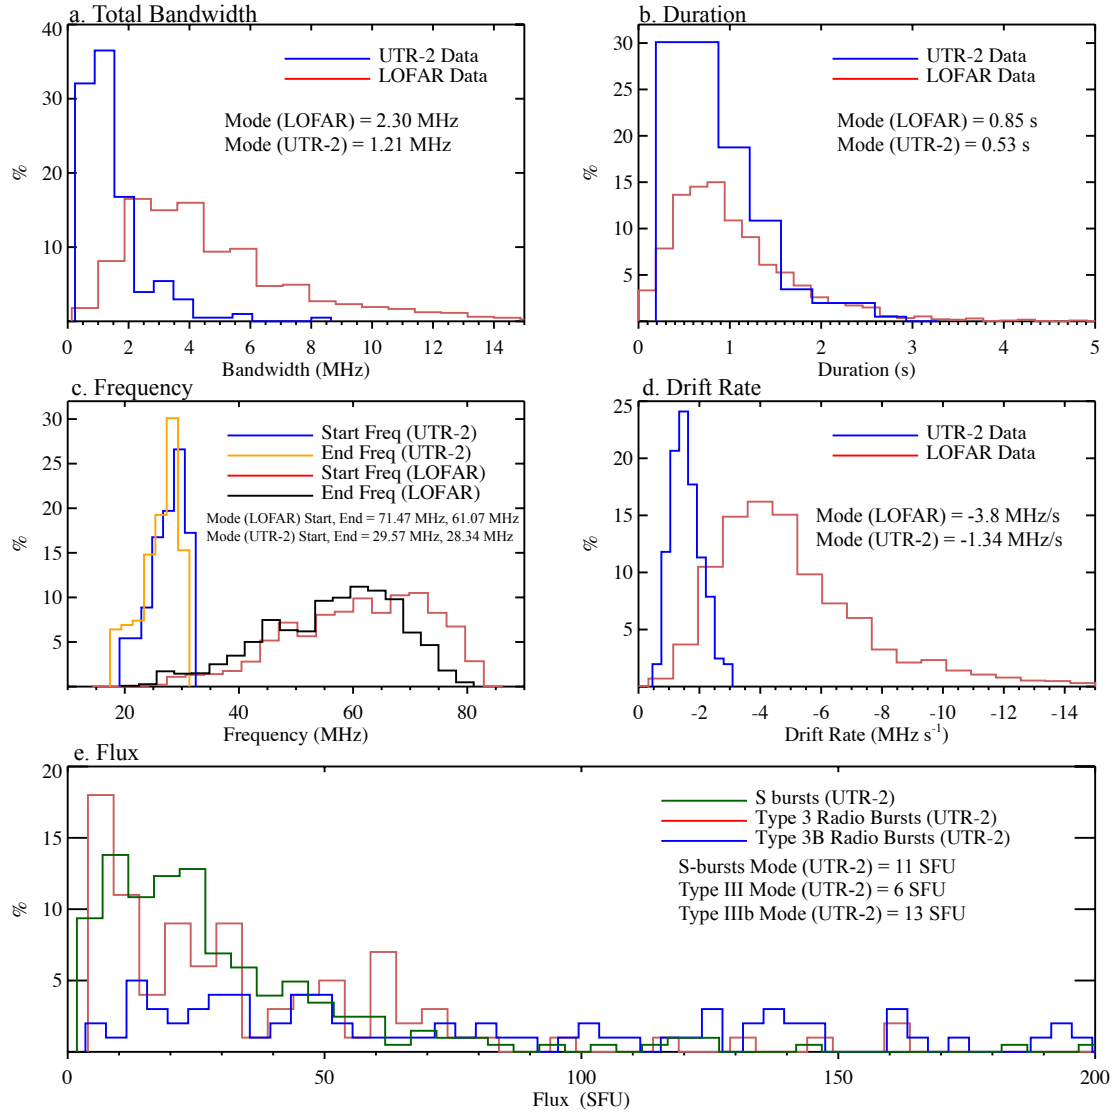 a. Total Bandwidth
40
30
20
10
%
UTR-2 Data
LOFAR Data
Mode (LOFAR) = 2.30 MHz
Mode (UTR-2) = 1.21 MHz
0 2 4 6 8 10 12 14
Bandwidth (MHz)
b. Duration
30
25
20
15
10
5
%
UTR-2 Data
LOFAR Data
Mode (LOFAR) = 0.85 s
Mode (UTR-2) = 0.53 s
0 1 2 3 4 5
Duration (s)
c. Frequency
30
25
20
15
10
5
%
Start Freq (UTR-2)
End Freq (UTR-2)
Start Freq (LOFAR)
End Freq (LOFAR)
Mode (LOFAR) Start, End = 71.47 MHz, 61.07 MHz
Mode (UTR-2) Start, End = 29.57 MHz, 28.34 MHz
20 40 60 80
Frequency (MHz)
d. Drift Rate
25
20
15
10
5
%
UTR-2 Data
LOFAR Data
Mode (LOFAR) = -3.8 MHz/s
Mode (UTR-2) = -1.34 MHz/s
0 -2 -4 -6 -8 -10 -12 -14
Drift Rate (MHz s⁻¹)
e. Flux
20
15
10
5
%
S bursts (UTR-2)
Type 3 Radio Bursts (UTR-2)
Type 3B Radio Bursts (UTR-2)
S-bursts Mode (UTR-2) = 11 SFU
Type III Mode (UTR-2) = 6 SFU
Type IIIb Mode (UTR-2) = 13 SFU
0 50 100 150 200
Flux (SFU)